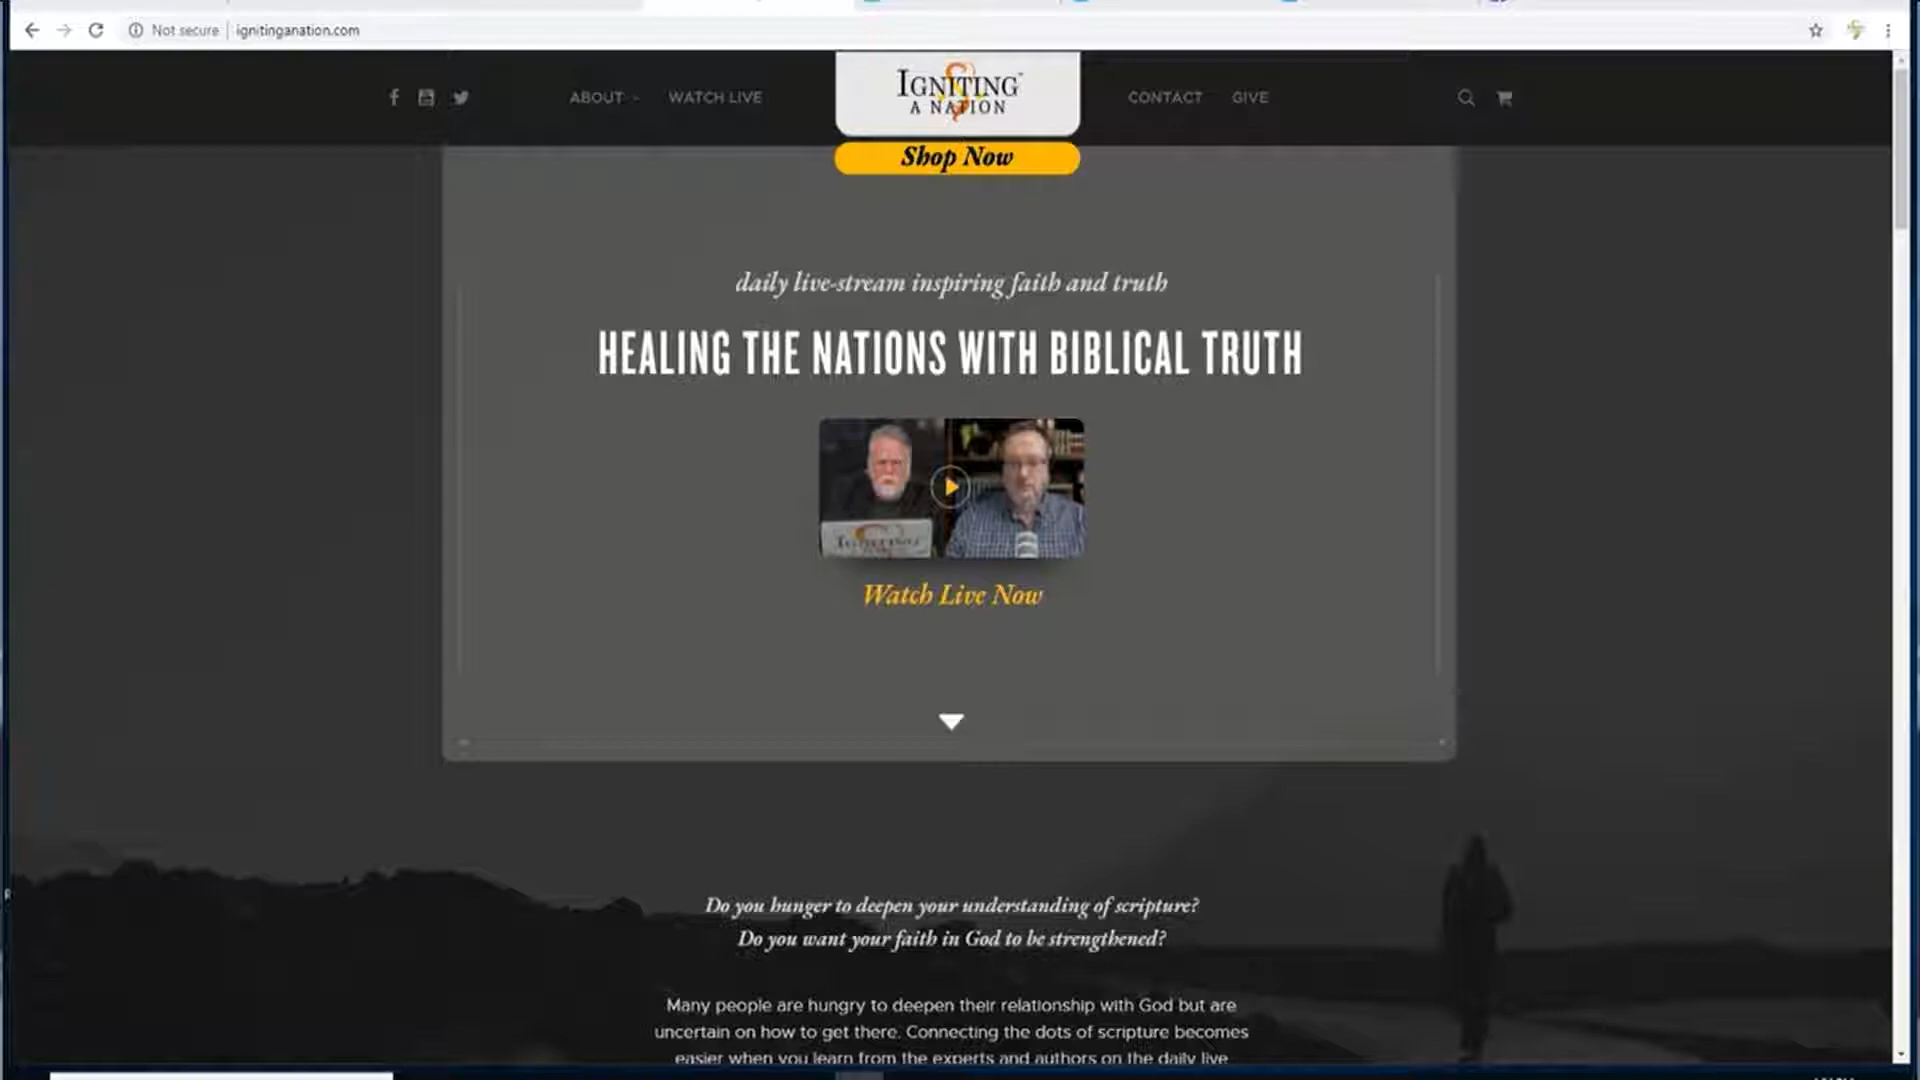 Not secure
ignitinganation.com
ABOUT
WATCH LIVE
IGNITING™
A NATION
CONTACT
GIVE
Shop Now
daily live-stream inspiring faith and truth
HEALING THE NATIONS WITH BIBLICAL TRUTH
IGNITING
Watch Live Now
Do you hunger to deepen your understanding of scripture?
Do you want your faith in God to be strengthened?
Many people are hungry to deepen their relationship with God but are
uncertain on how to get there. Connecting the dots of scripture becomes
easier when you learn from the experts and authors on the daily live